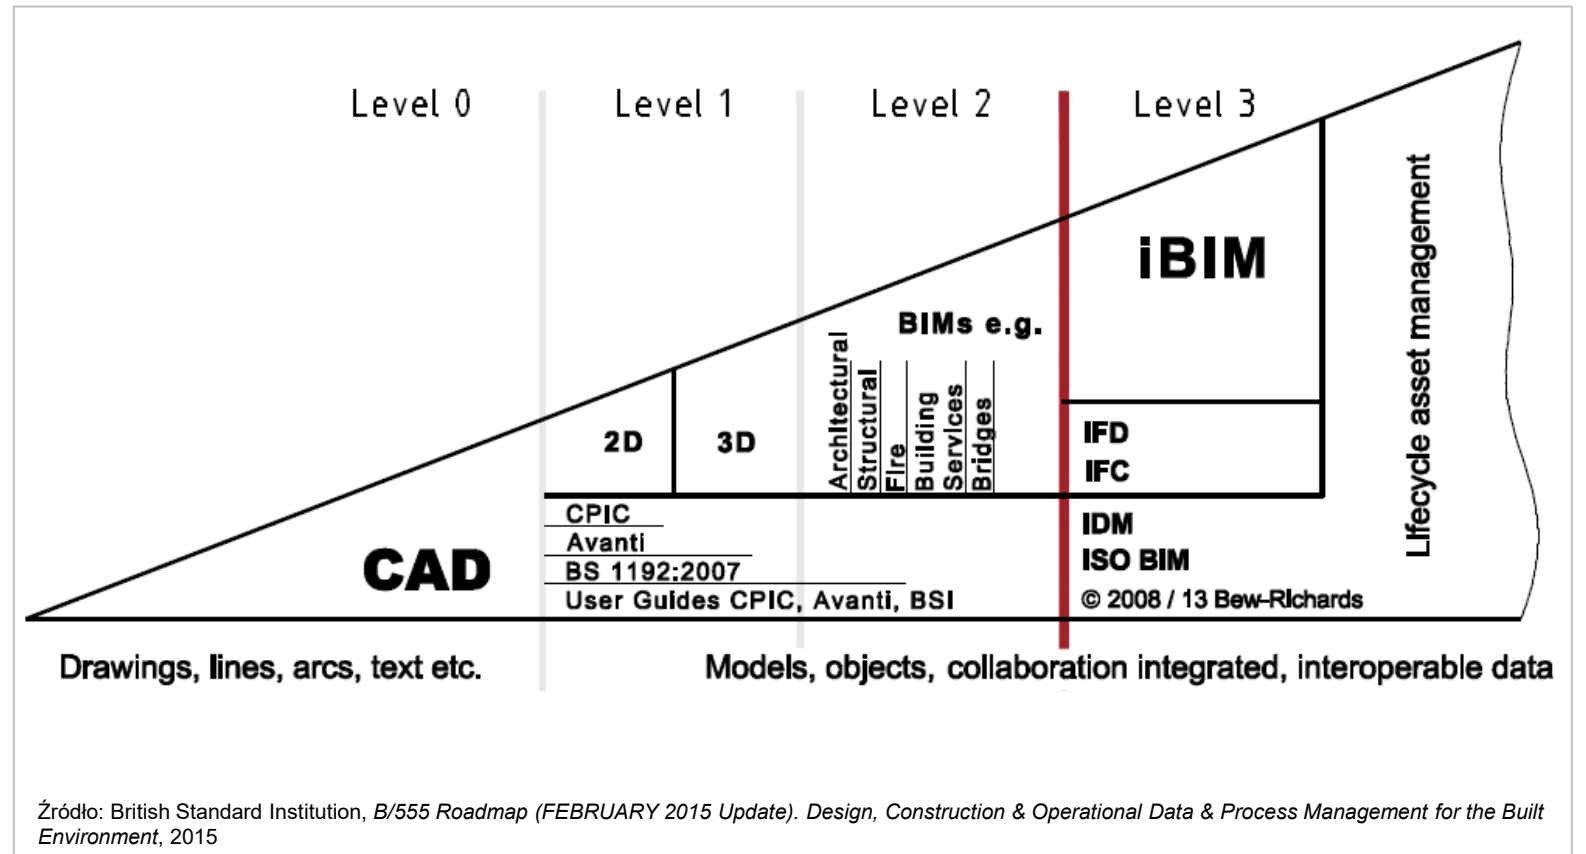 Level 0
Level 1
Level 2
Level 3
iBIM
BIMs e.g.
Architectural
Structural
Fire
Building
Services
Bridges
2D
3D
IFD
IFC
Lifecycle asset management
CAD
CPIC
Avanti
BS 1192:2007
User Guides CPIC, Avanti, BSI
IDM
ISO BIM
© 2008 / 13 Bew-Richards
Drawings, lines, arcs, text etc.
Models, objects, collaboration integrated, interoperable data
Źródło: British Standard Institution, B/555 Roadmap (FEBRUARY 2015 Update). Design, Construction & Operational Data & Process Management for the Built
Environment, 2015